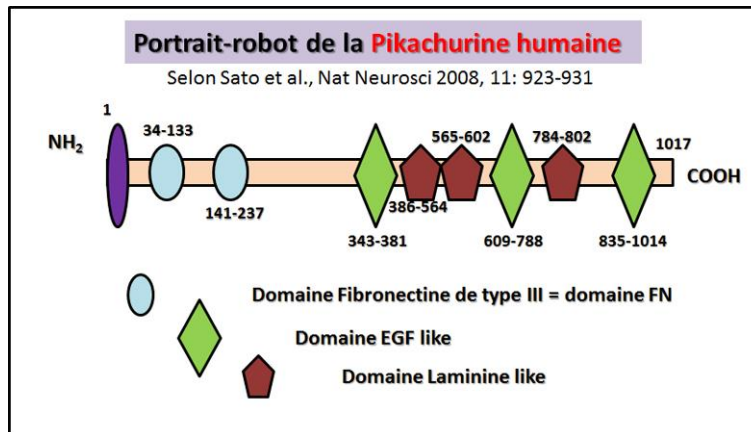 Portrait-robot de la Pikachurine humaine
Selon Sato et al., Nat Neurosci 2008, 11: 923-931
1
34-133
565-602
784-802
1017
NH2
COOH
141-237
386-564
343-381
609-788
835-1014
Domaine Fibronectine de type III = domaine FN
Domaine EGF like
Domaine Laminine like